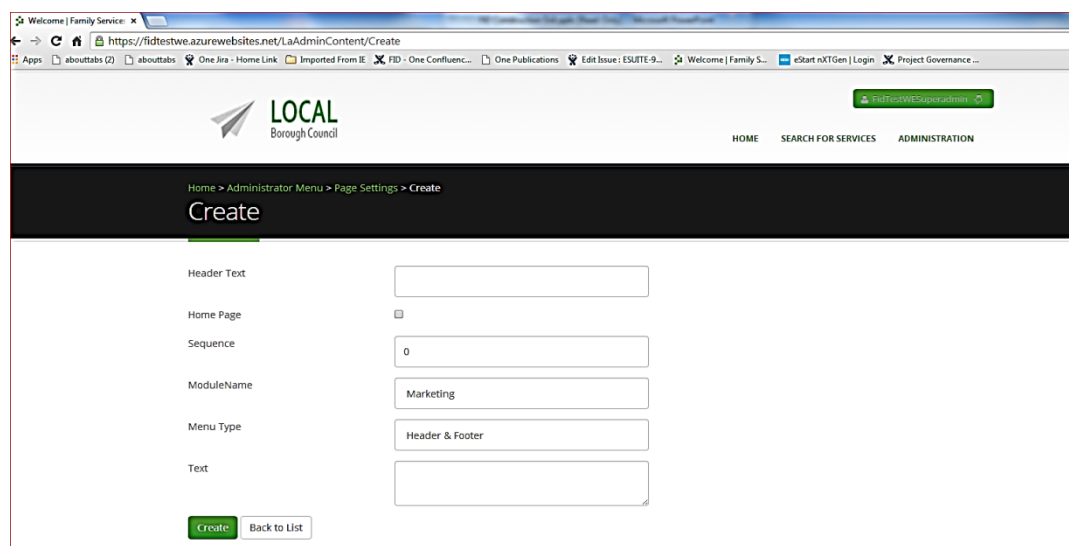 Welcome | Family Service: ×
https://fidtestwe.azurewebsites.net/LaAdminContent/Create
Apps abouttabs (2) abouttabs One Jira - Home Link Imported From IE FID - One Confluenc... One Publications Edit Issue : ESUITE-9... Welcome | Family S... eStart nXTGen | Login Project Governance ...
LOCAL
Borough Council
FidTestWESuperadmin
HOME SEARCH FOR SERVICES ADMINISTRATION
Home > Administrator Menu > Page Settings > Create
Create
Header Text
Home Page
Sequence 0
ModuleName Marketing
Menu Type Header & Footer
Text
Create Back to List